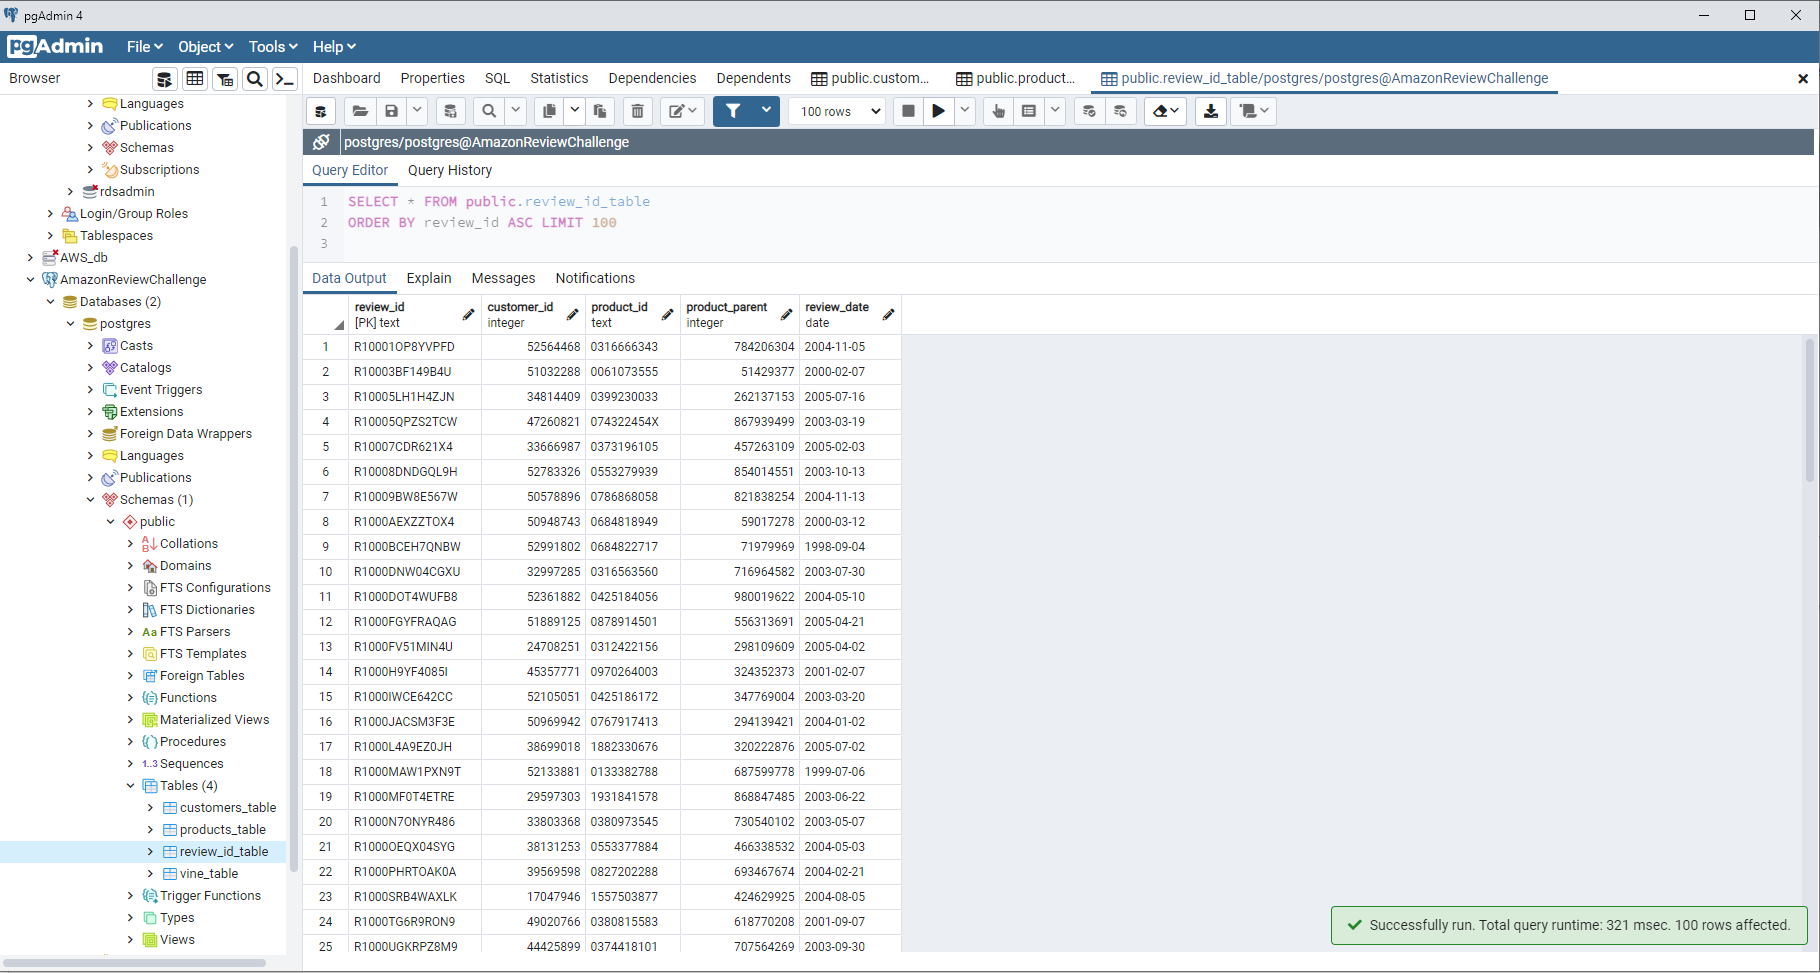 pgAdmin 4
pgAdmin File Object Tools Help
Browser
Dashboard Properties SQL Statistics Dependencies Dependents public.custom... public.product... public.review_id_table/postgres/postgres@AmazonReviewChallenge
100 rows
postgres/postgres@AmazonReviewChallenge
Query Editor Query History
1 SELECT * FROM public.review_id_table
2 ORDER BY review_id ASC LIMIT 100
3
Languages
Publications
Schemas
Subscriptions
rdsadmin
Login/Group Roles
Tablespaces
AWS_db
AmazonReviewChallenge
Databases (2)
postgres
Casts
Catalogs
Event Triggers
Extensions
Foreign Data Wrappers
Languages
Publications
Schemas (1)
public
Collations
Domains
FTS Configurations
FTS Dictionaries
Aa FTS Parsers
FTS Templates
Foreign Tables
Functions
Materialized Views
Procedures
1..3 Sequences
Tables (4)
customers_table
products_table
review_id_table
vine_table
Trigger Functions
Types
Views
Data Output Explain Messages Notifications
review_id customer_id product_id product_parent review_date
[PK] text integer text integer date
1 R10001OP8YVPFD 52564468 0316666343 784206304 2004-11-05
2 R10003BF149B4U 51032288 0061073555 51429377 2000-02-07
3 R10005LH1H4ZJN 34814409 0399230033 262137153 2005-07-16
4 R10005QPZS2TCW 47260821 074322454X 867939499 2003-03-19
5 R10007CDR621X4 33666987 0373196105 457263109 2005-02-03
6 R10008DNDGQL9H 52783326 0553279939 854014551 2003-10-13
7 R10009BW8E567W 50578896 0786868058 821838254 2004-11-13
8 R1000AEXZZTOX4 50948743 0684818949 59017278 2000-03-12
9 R1000BCEH7QNBW 52991802 0684822717 71979969 1998-09-04
10 R1000DNW04CGXU 32997285 0316563560 716964582 2003-07-30
11 R1000DOT4WUFB8 52361882 0425184056 980019622 2004-05-10
12 R1000FGYFRAQAG 51889125 0878914501 556313691 2005-04-21
13 R1000FV51MIN4U 24708251 0312422156 298109609 2005-04-02
14 R1000H9YF4085I 45357771 0970264003 324352373 2001-02-07
15 R1000IWCE642CC 52105051 0425186172 347769004 2003-03-20
16 R1000JACSM3F3E 50969942 0767917413 294139421 2004-01-02
17 R1000L4A9EZ0JH 38699018 1882330676 320222876 2005-07-02
18 R1000MAW1PXN9T 52133881 0133382788 687599778 1999-07-06
19 R1000MF0T4ETRE 29597303 1931841578 868847485 2003-06-22
20 R1000N7ONYR486 33803368 0380973545 730540102 2003-05-07
21 R1000OEQX04SYG 38131253 0553377884 466338532 2004-05-03
22 R1000PHRTOAK0A 39569598 0827202288 693467674 2004-02-21
23 R1000SRB4WAXLK 17047946 1557503877 424629925 2004-08-05
24 R1000TG6R9RON9 49020766 0380815583 618770208 2001-09-07
25 R1000UGKRPZ8M9 44425899 0374418101 707564269 2003-09-30
Successfully run. Total query runtime: 321 msec. 100 rows affected.